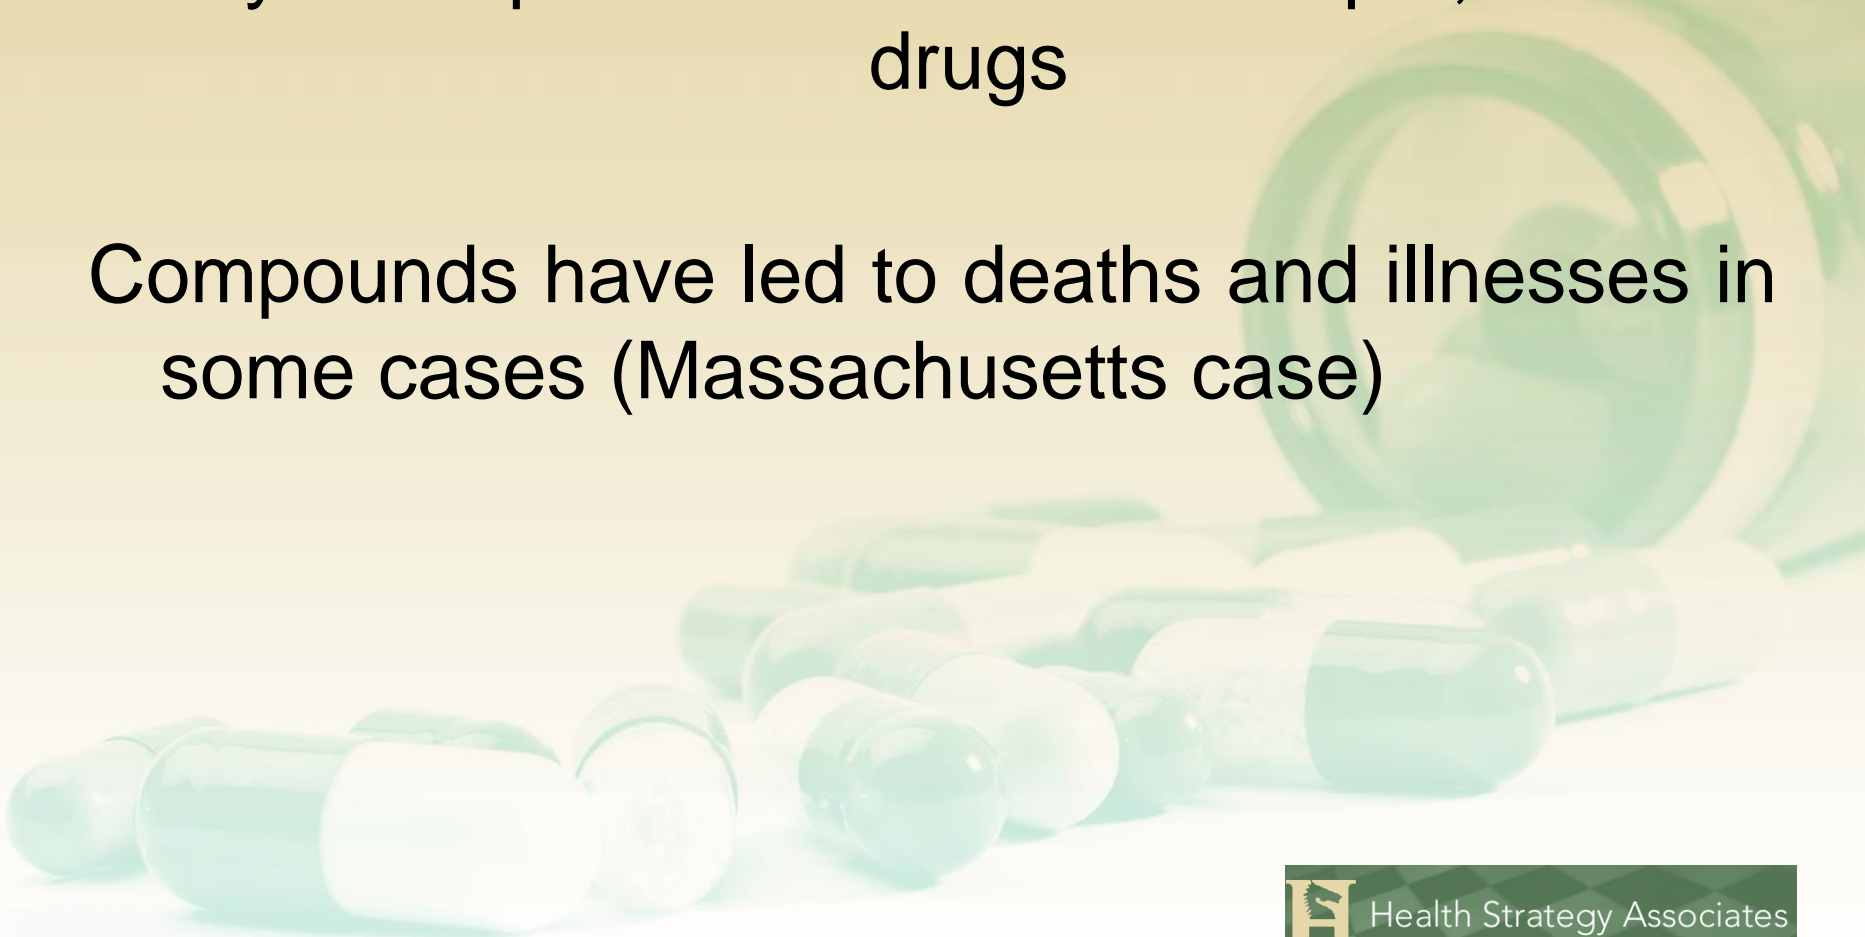 drugs
Compounds have led to deaths and illnesses in
some cases (Massachusetts case)
Health Strategy Associates